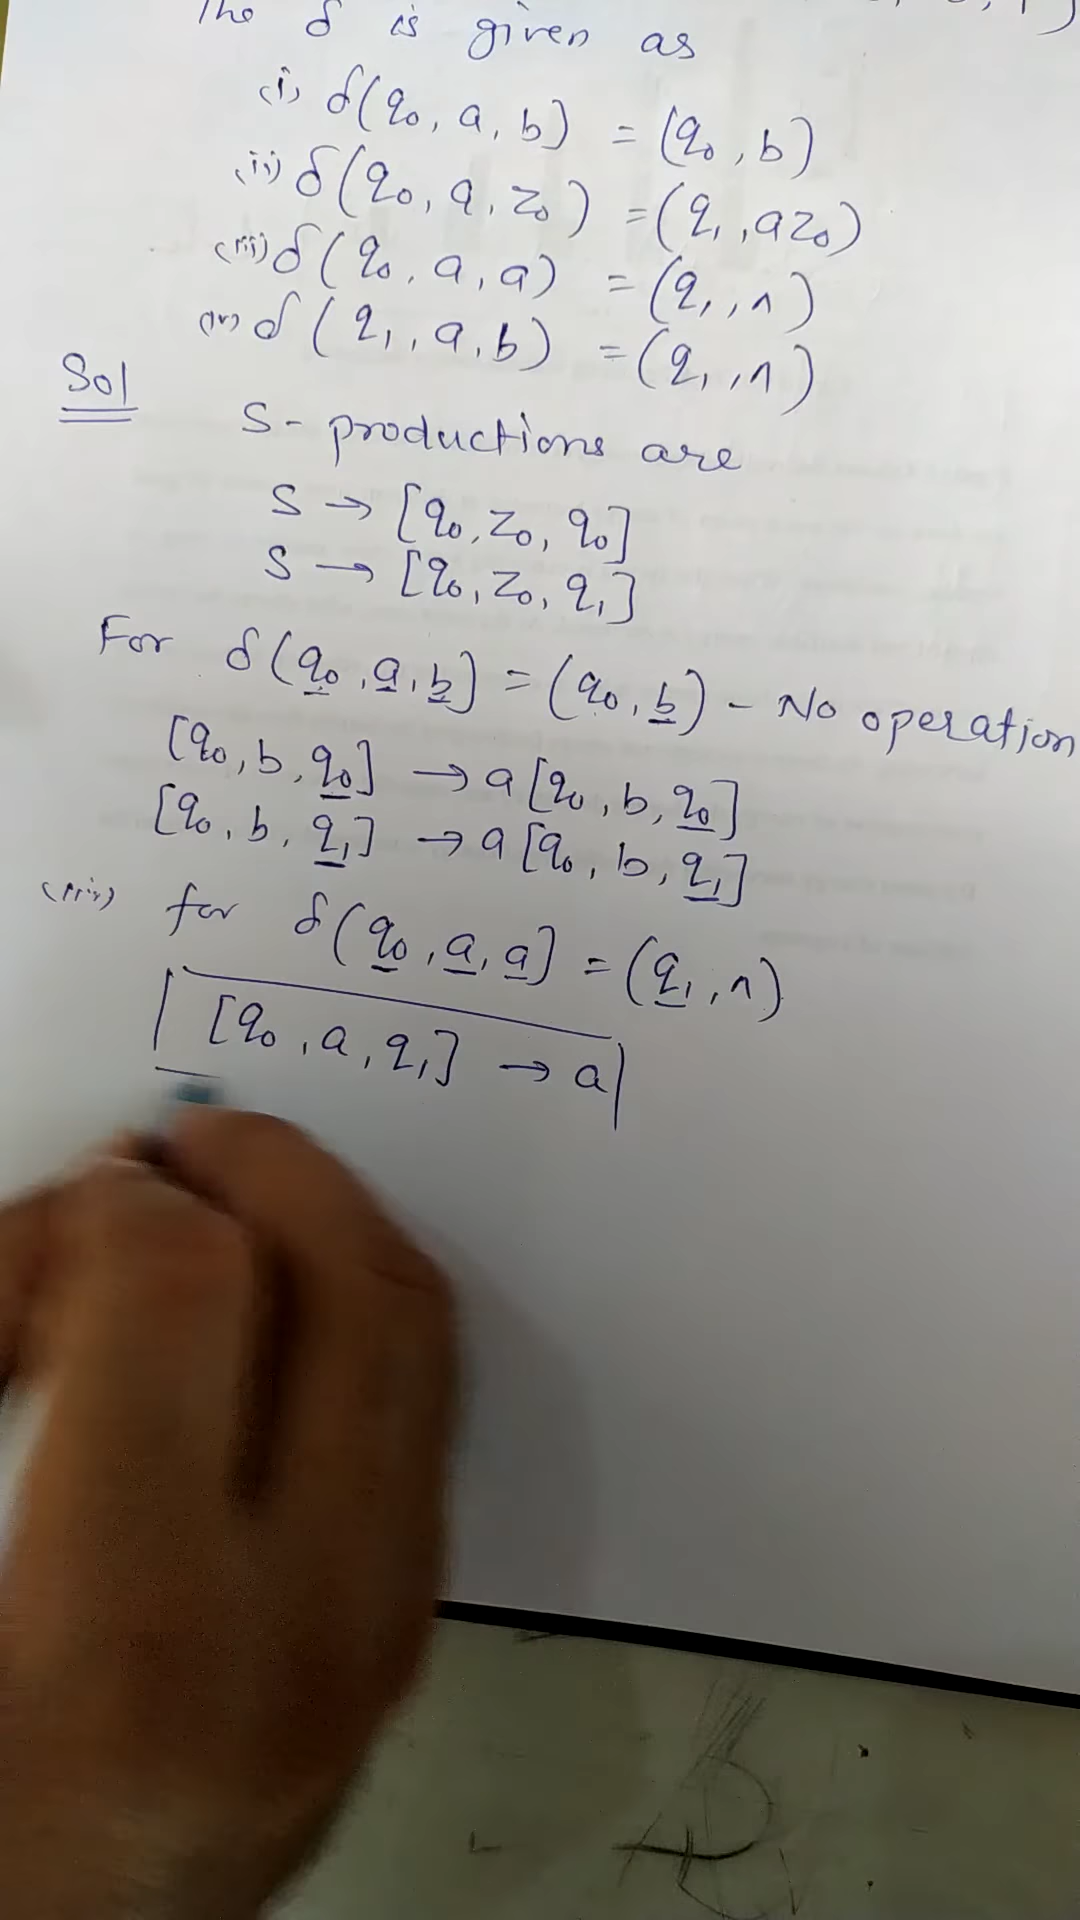 The δ is given as
(i) δ(q₀, a, b) = (q₀, b)
(ii) δ(q₀, a, z₀) = (q₁, az₀)
(iii) δ(q₀, a, a) = (q₁, ʌ)
(iv) δ(q₁, a, b) = (q₁, ʌ)
Sol
S - productions are
S → [q₀, z₀, q₀]
S → [q₀, z₀, q₁]
For δ(q₀, a, b] = (q₀, b) - No operation
[q₀, b, q₀] → a [q₀, b, q₀]
[q₀, b, q₁] → a [q₀, b, q₁]
(iii) for δ(q₀, a, a] = (q₁, ʌ)
[q₀, a, q₁] → a